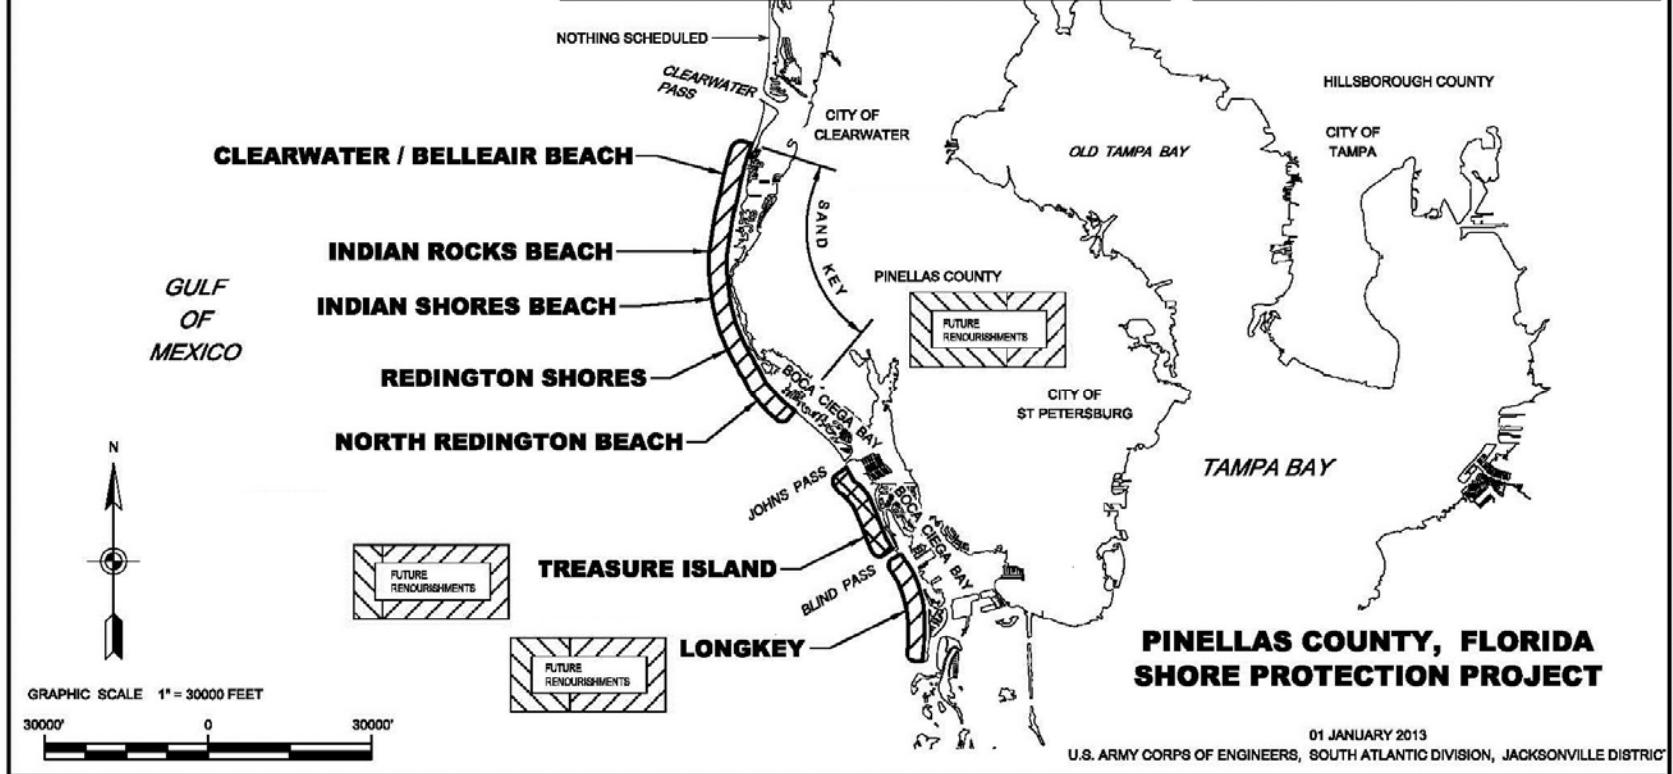 NOTHING SCHEDULED
CLEARWATER
PASS
HILLSBOROUGH COUNTY
CITY OF
CLEARWATER
CITY OF
TAMPA
OLD TAMPA BAY
CLEARWATER / BELLEAIR BEACH
SAND KEY
INDIAN ROCKS BEACH
PINELLAS COUNTY
GULF
OF
MEXICO
INDIAN SHORES BEACH
FUTURE
RENOURISHMENTS
REDINGTON SHORES
BOCA CIEGA BAY
CITY OF
ST PETERSBURG
NORTH REDINGTON BEACH
N
TAMPA BAY
JOHNS PASS
BOCA CIEGA BAY
TREASURE ISLAND
FUTURE
RENOURISHMENTS
BLIND PASS
LONGKEY
FUTURE
RENOURISHMENTS
PINELLAS COUNTY, FLORIDA
SHORE PROTECTION PROJECT
GRAPHIC SCALE 1" = 30000 FEET
30000' 0 30000'
01 JANUARY 2013
U.S. ARMY CORPS OF ENGINEERS, SOUTH ATLANTIC DIVISION, JACKSONVILLE DISTRIC